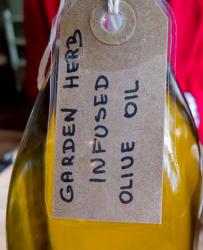 GARDEN HERB
INFUSED
OLIVE OIL